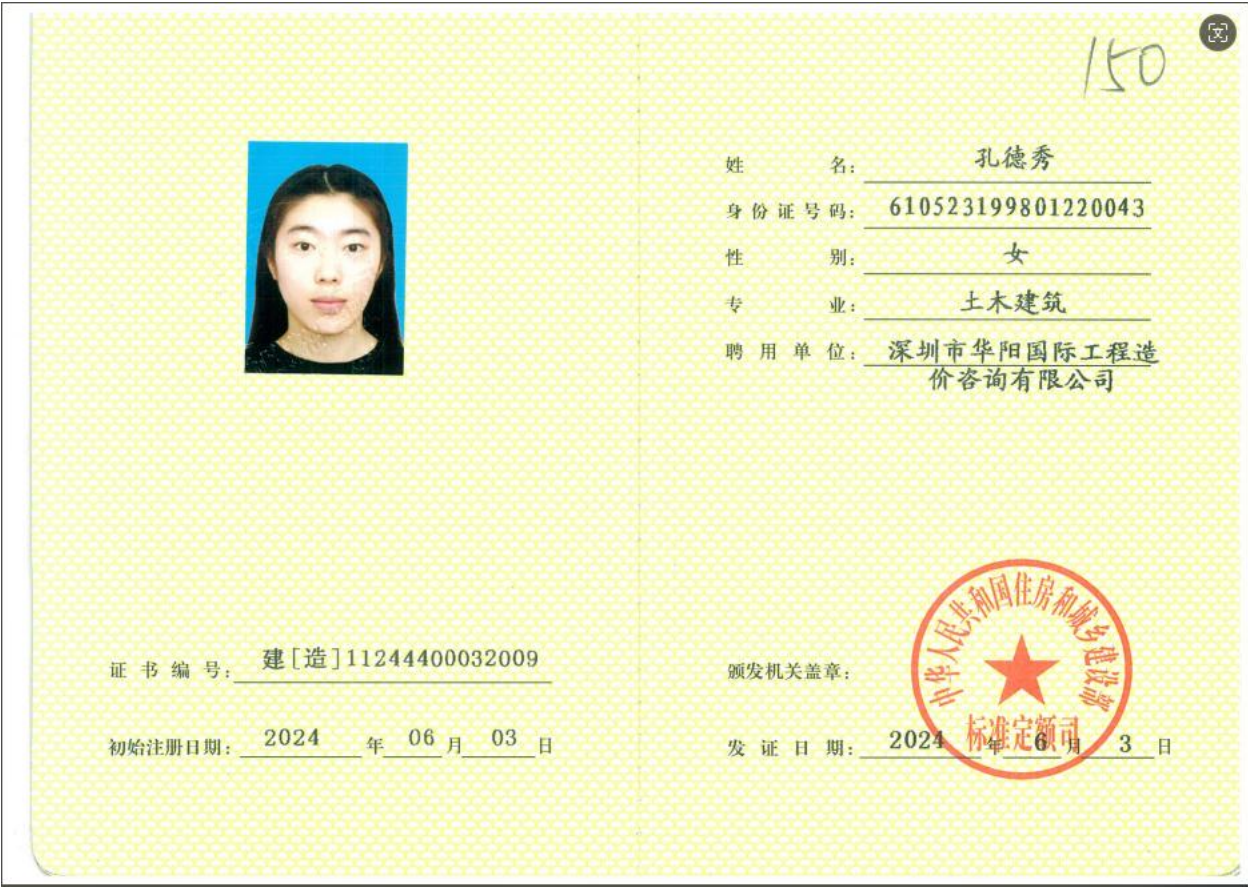 150
姓名：孔德秀
身份证号码：610523199801220043
性别：女
专业：土木建筑
聘用单位：深圳市华阳国际工程造
价咨询有限公司
证书编号：建[造]11244400032009
初始注册日期：2024年06月03日
颁发机关盖章：
中华人民共和国住房和城乡建设部
标准定额司
发证日期：2024年6月3日